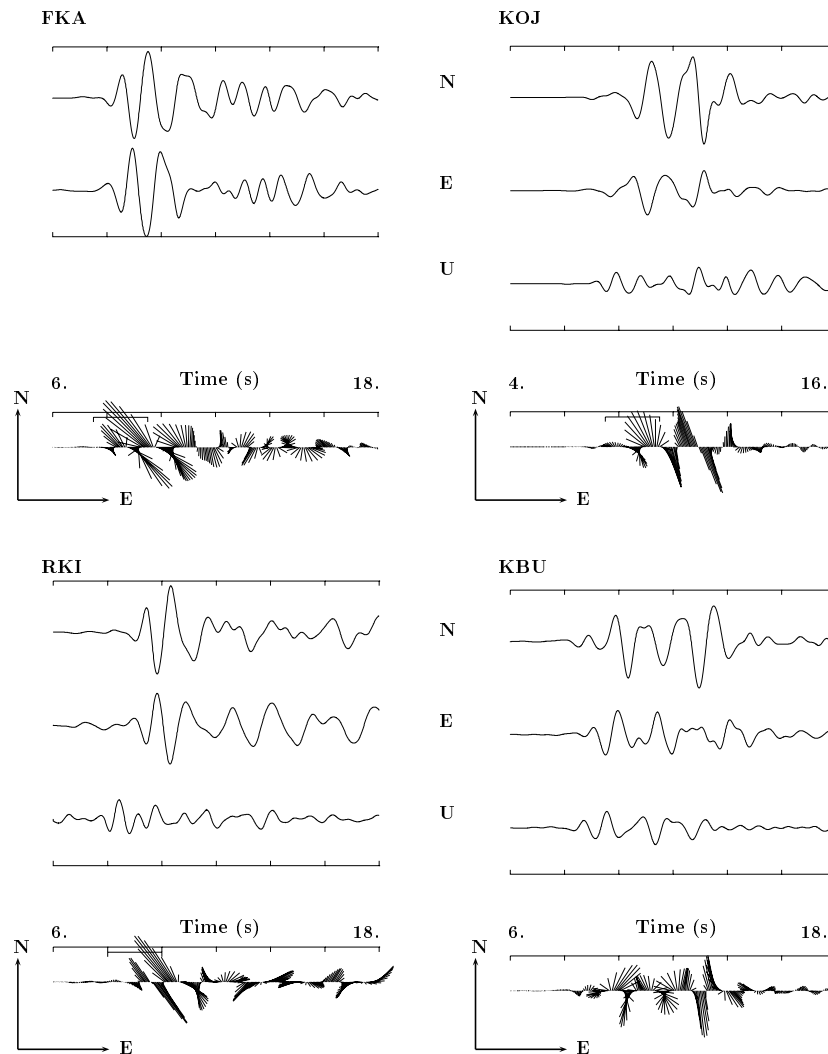 FKA KOJ
N
E
U
6. Time (s) 18. 4. Time (s) 16.
N N
E E
RKI KBU
N
E
U
6. Time (s) 18. 6. Time (s) 18.
N N
E E